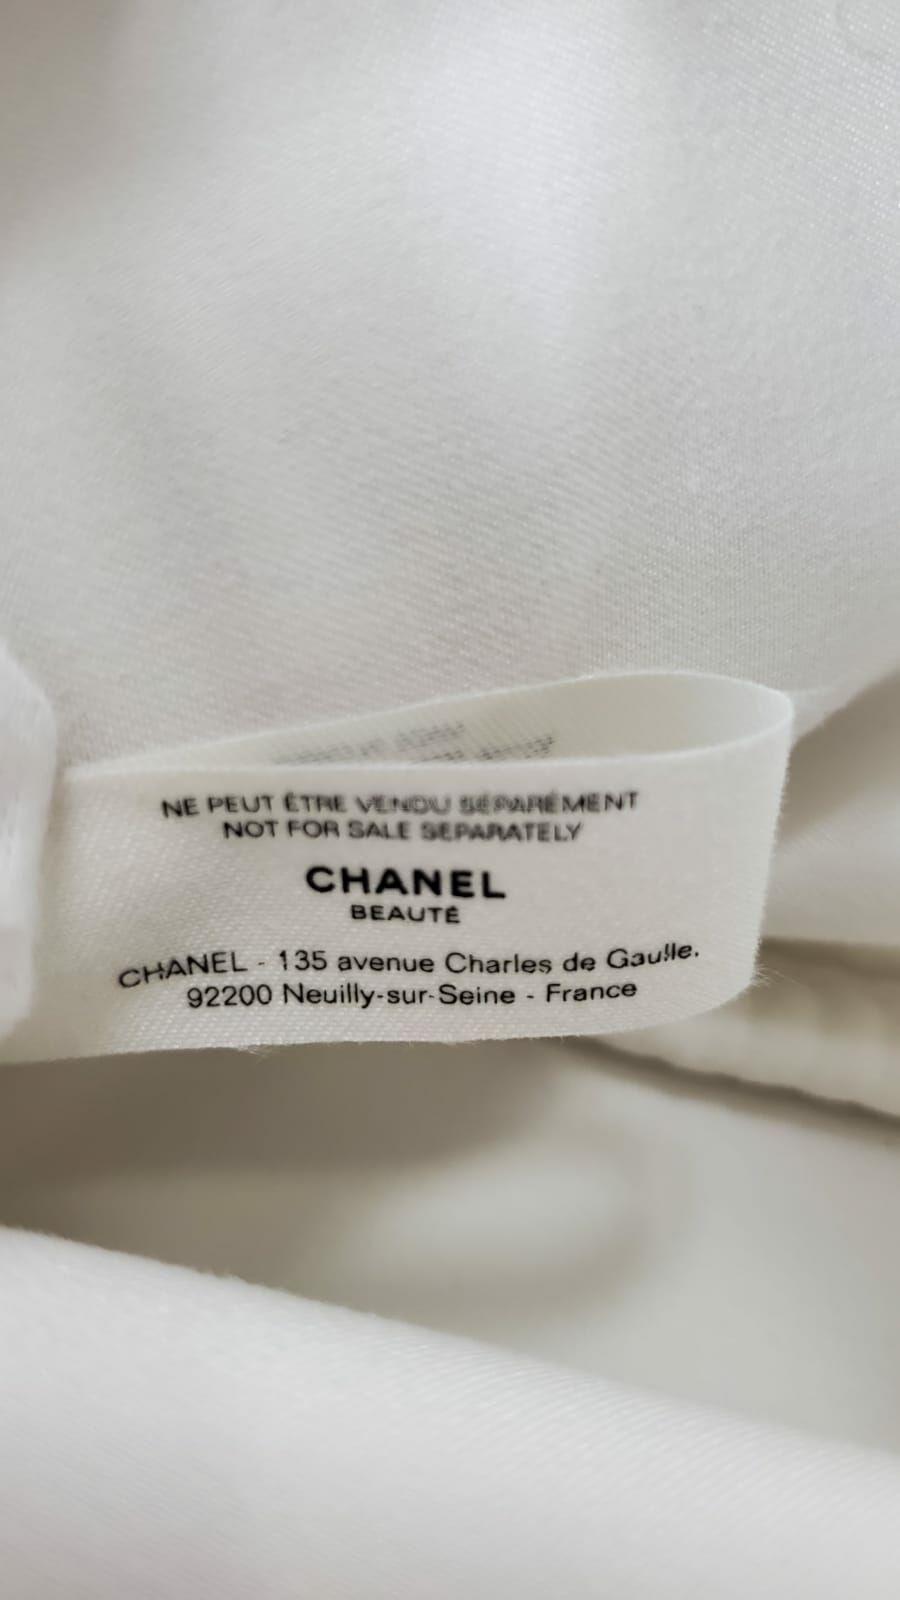 NE PEUT ÊTRE VENDU SÉPARÉMENT
NOT FOR SALE SEPARATELY
CHANEL
BEAUTÉ
CHANEL - 135 avenue Charles de Gaulle.
92200 Neuilly-sur-Seine - France